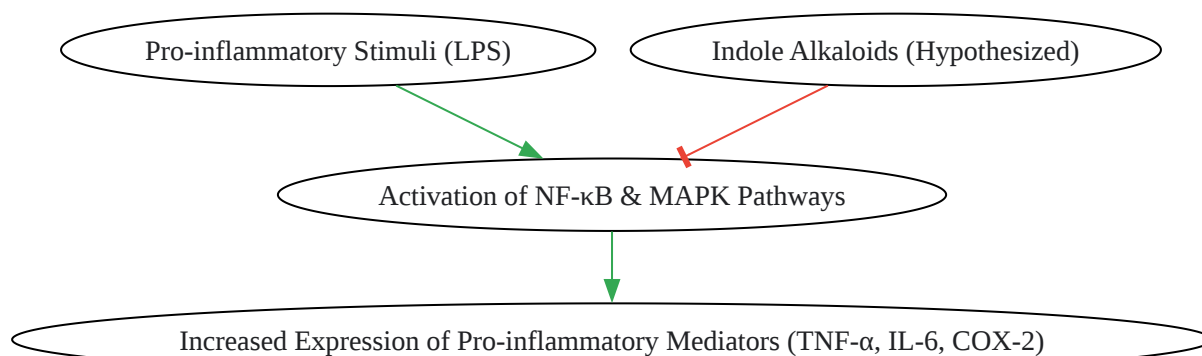 Pro-inflammatory Stimuli (LPS)
Indole Alkaloids (Hypothesized)
Activation of NF-κB & MAPK Pathways
Increased Expression of Pro-inflammatory Mediators (TNF-α, IL-6, COX-2)